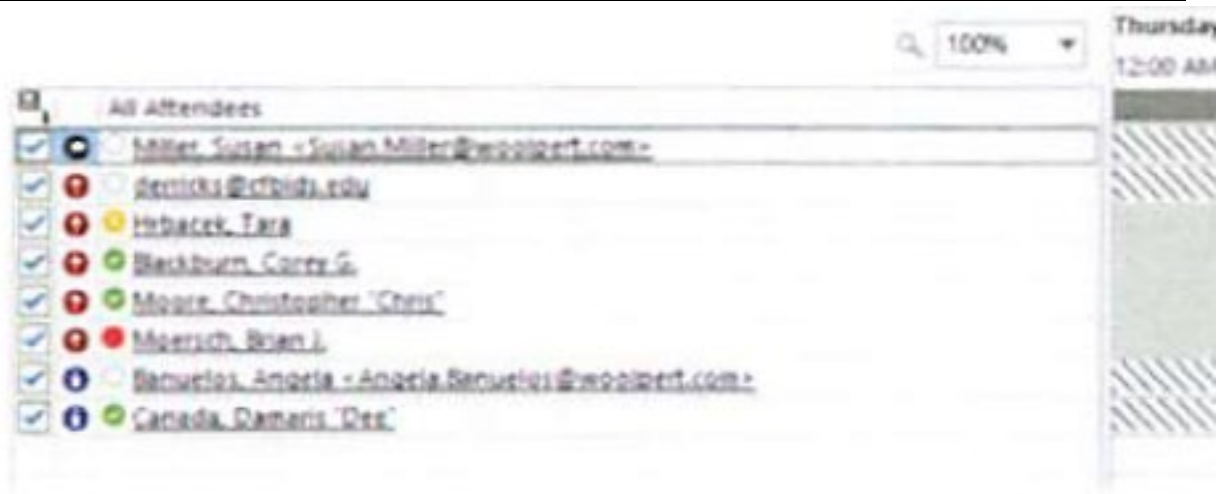 100%
Thursday
12:00 AM
All Attendees
Miller, Susan <Susan.Miller@woolpert.com>
derricks@cfbids.edu
Hrbacek, Tara
Blackburn, Corey G.
Moore, Christopher "Chris"
Moersch, Brian J.
Banuelos, Angela <Angela.Banuelos@woolpert.com>
Canada, Damaris "Dee"